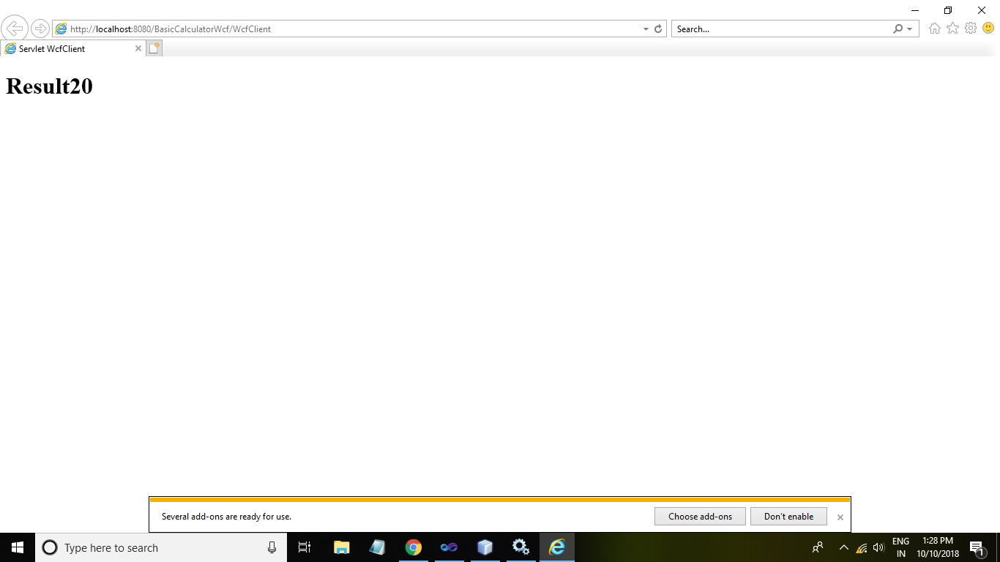 http://localhost:8080/BasicCalculatorWcf/WcfClient
Search...
Servlet WcfClient
Result20
Several add-ons are ready for use.
Choose add-ons
Don't enable
Type here to search
ENG
IN
1:28 PM
10/10/2018
1